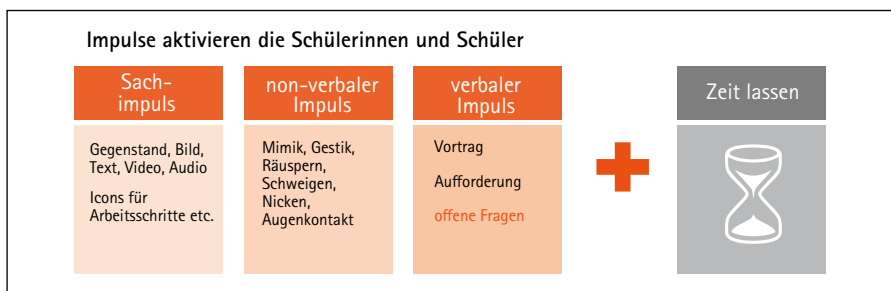 Impulse aktivieren die Schülerinnen und Schüler
Sach-
impuls
Gegenstand, Bild,
Text, Video, Audio
Icons für
Arbeitsschritte etc.
non-verbaler
Impuls
Mimik, Gestik,
Räuspern,
Schweigen,
Nicken,
Augenkontakt
verbaler
Impuls
Vortrag
Aufforderung
offene Fragen
Zeit lassen